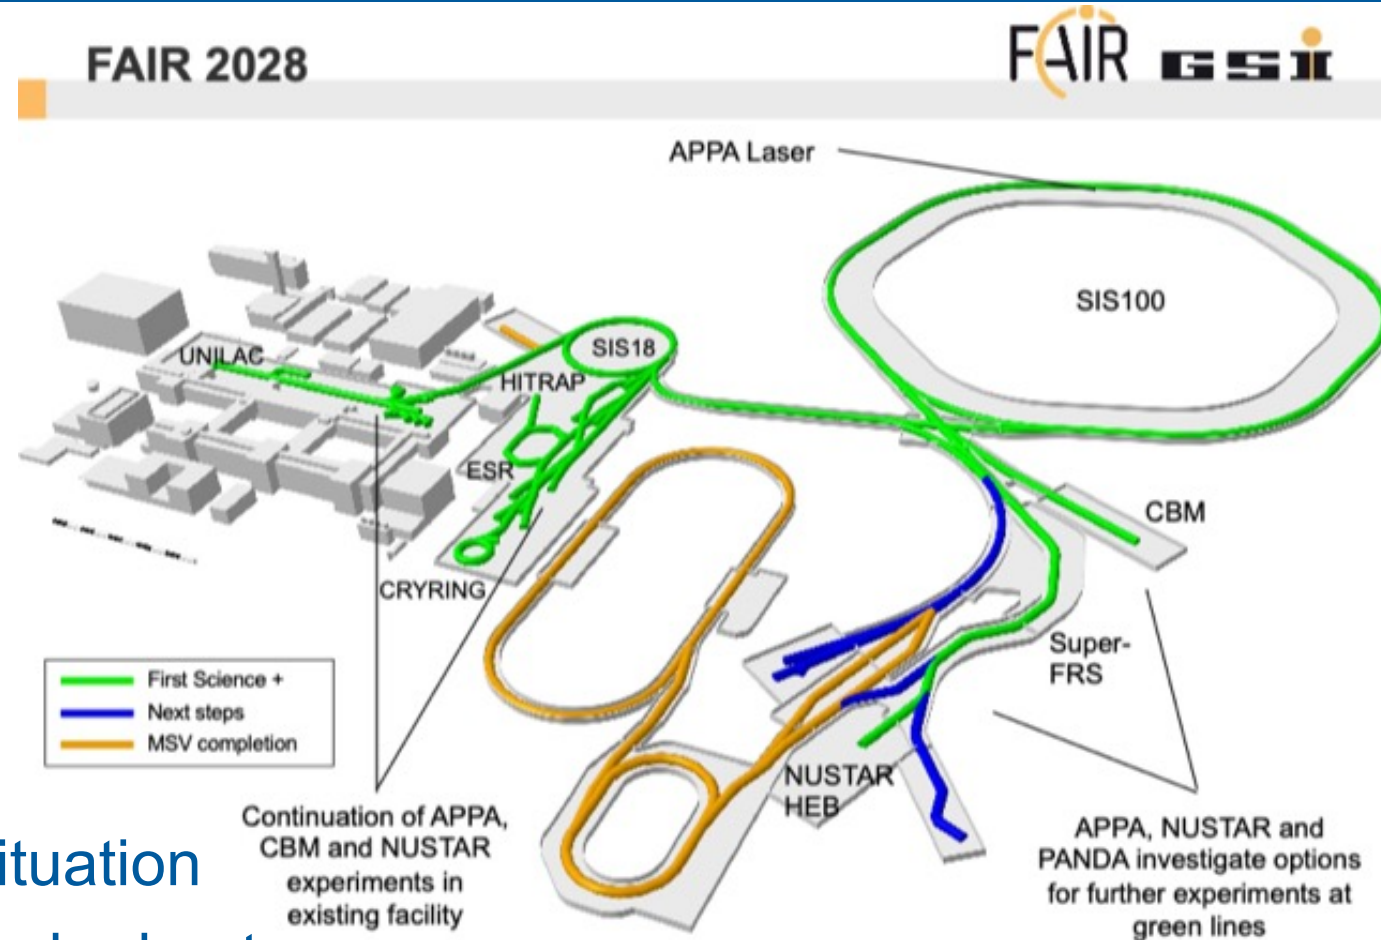 FAIR 2028
FAIR GSI
APPA Laser
SIS100
UNILAC
SIS18
HITRAP
ESR
CBM
CRYRING
Super-
FRS
First Science +
Next steps
MSV completion
NUSTAR
HEB
Continuation of APPA,
CBM and NUSTAR
experiments in
existing facility
APPA, NUSTAR and
PANDA investigate options
for further experiments at
green lines
ituation